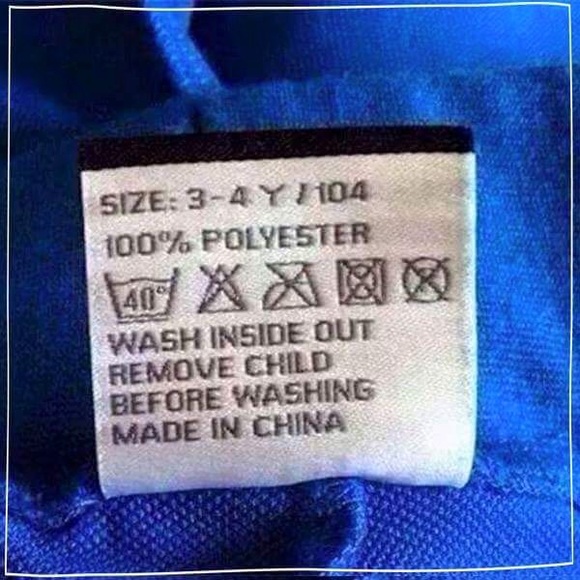 SIZE: 3-4 Y / 104
100% POLYESTER
40°
WASH INSIDE OUT
REMOVE CHILD
BEFORE WASHING
MADE IN CHINA